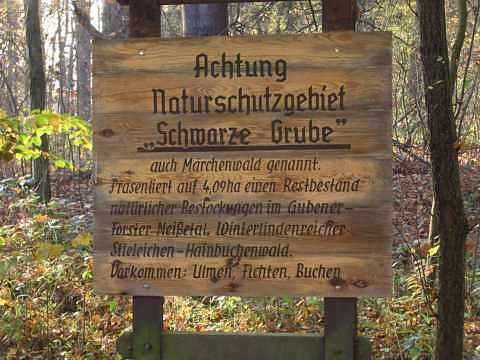 Achtung
Naturschutzgebiet
„Schwarze Grube”
auch Märchenwald genannt.
Präsentiert auf 4,09ha einen Restbestand
natürlicher Bestockungen im Gubener-
Forster Neißetal, Winterlindenreicher
Stieleichen-Hainbuchenwald.
Vorkommen: Ulmen, Fichten, Buchen